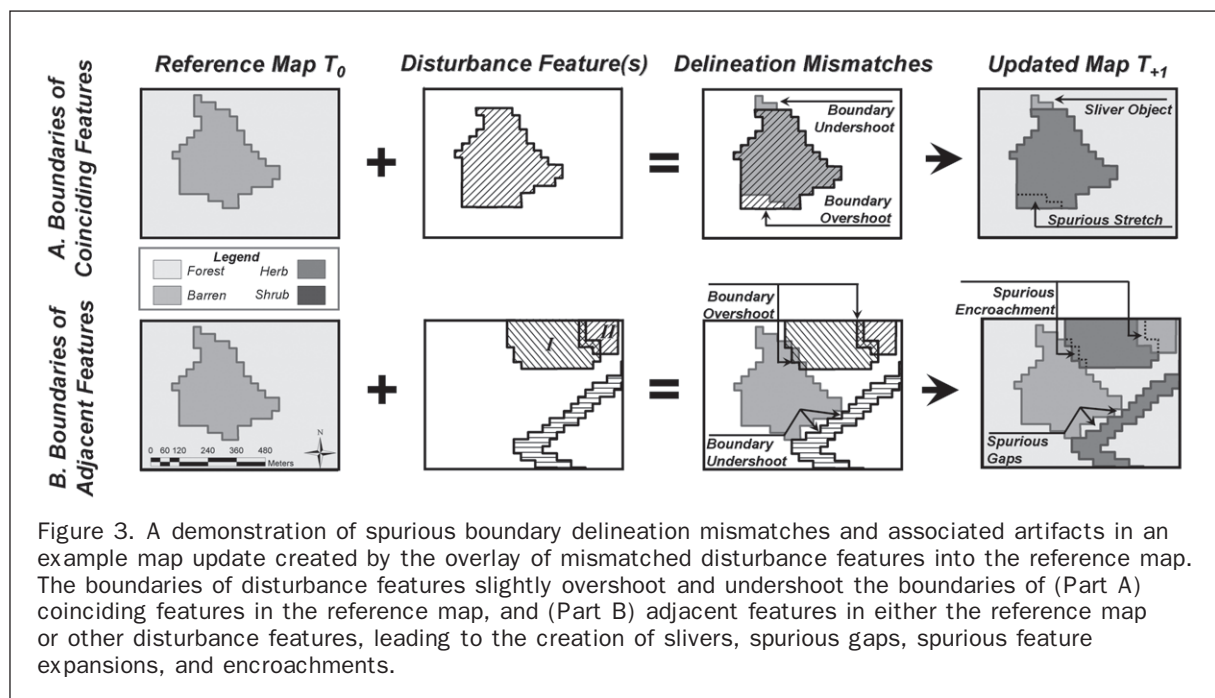 Reference Map T0
Disturbance Feature(s)
Delineation Mismatches
Updated Map T+1
A. Boundaries of
Coinciding Features
Boundary
Undershoot
Boundary
Overshoot
Sliver Object
Spurious Stretch
+
=
Legend
Forest
Herb
Barren
Shrub
B. Boundaries of
Adjacent Features
N
0 60 120 240 360 480
Meters
+
I
II
=
Boundary
Overshoot
Boundary
Undershoot
Spurious
Encroachment
Spurious
Gaps
Figure 3. A demonstration of spurious boundary delineation mismatches and associated artifacts in an
example map update created by the overlay of mismatched disturbance features into the reference map.
The boundaries of disturbance features slightly overshoot and undershoot the boundaries of (Part A)
coinciding features in the reference map, and (Part B) adjacent features in either the reference map
or other disturbance features, leading to the creation of slivers, spurious gaps, spurious feature
expansions, and encroachments.